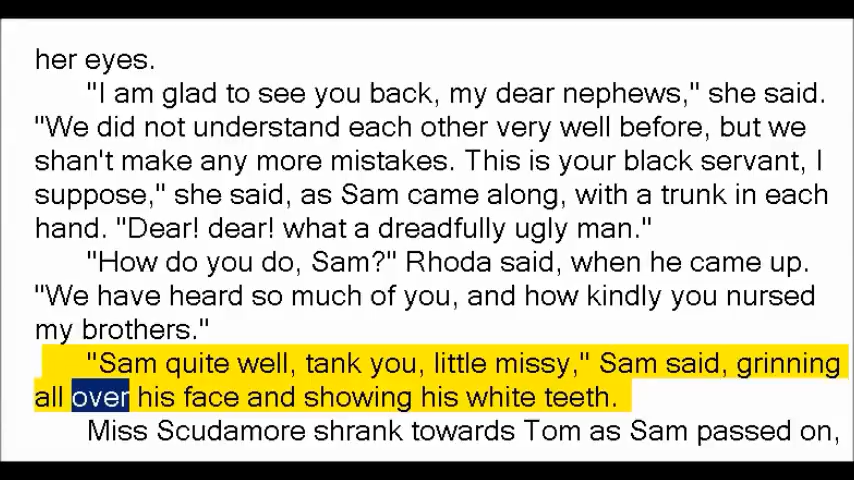 her eyes.
"I am glad to see you back, my dear nephews," she said.
"We did not understand each other very well before, but we
shan't make any more mistakes. This is your black servant, I
suppose," she said, as Sam came along, with a trunk in each
hand. "Dear! dear! what a dreadfully ugly man."
"How do you do, Sam?" Rhoda said, when he came up.
"We have heard so much of you, and how kindly you nursed
my brothers."
"Sam quite well, tank you, little missy," Sam said, grinning
all over his face and showing his white teeth.
Miss Scudamore shrank towards Tom as Sam passed on,